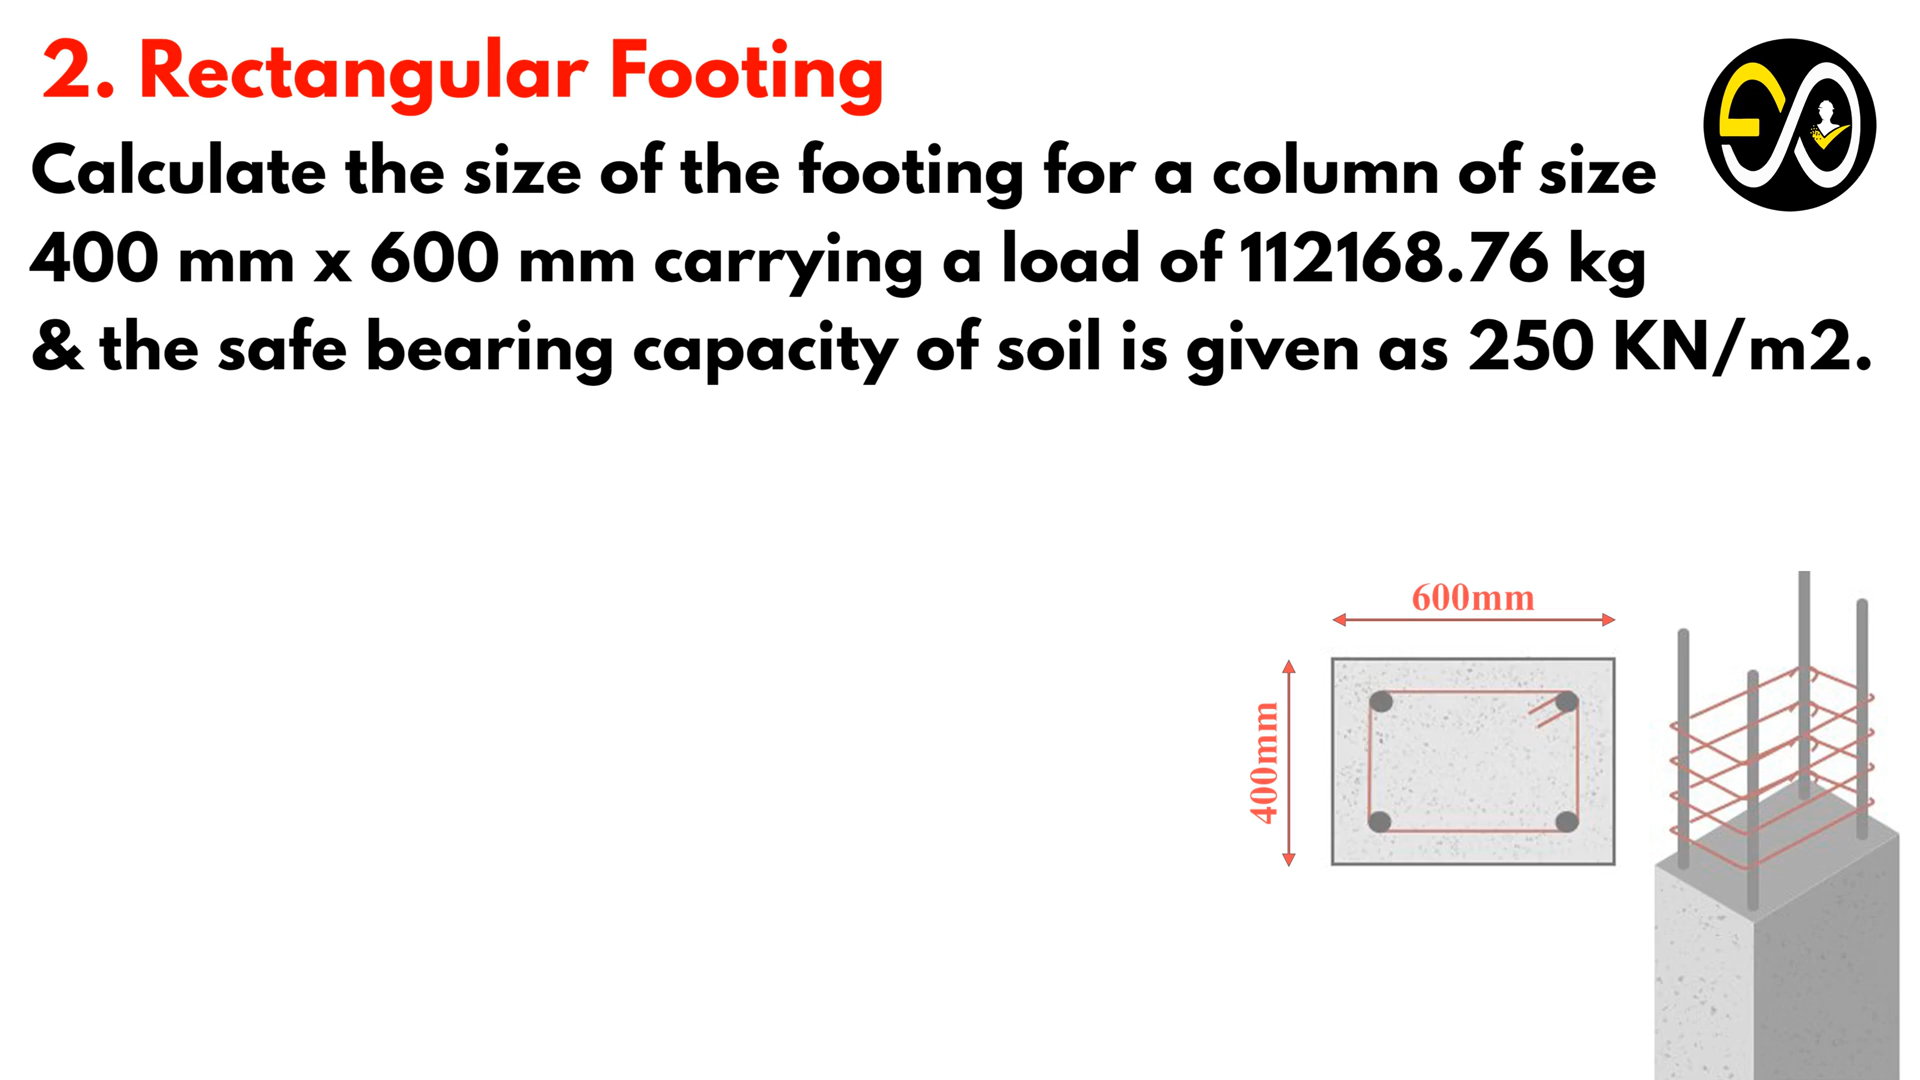 2. Rectangular Footing
Calculate the size of the footing for a column of size
400 mm x 600 mm carrying a load of 112168.76 kg
& the safe bearing capacity of soil is given as 250 KN/m2.
600mm
400mm